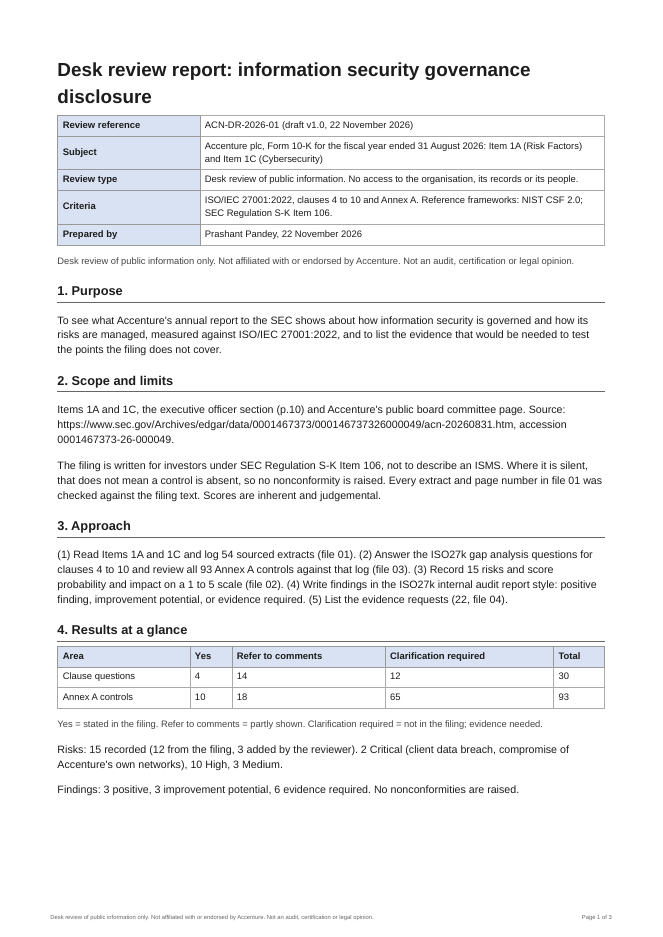 Desk review report: information security governance
disclosure
Review reference ACN-DR-2026-01 (draft v1.0, 22 November 2026)
Subject Accenture plc, Form 10-K for the fiscal year ended 31 August 2026: Item 1A (Risk Factors)
and Item 1C (Cybersecurity)
Review type Desk review of public information. No access to the organisation, its records or its people.
Criteria ISO/IEC 27001:2022, clauses 4 to 10 and Annex A. Reference frameworks: NIST CSF 2.0;
SEC Regulation S-K Item 106.
Prepared by Prashant Pandey, 22 November 2026
Desk review of public information only. Not affiliated with or endorsed by Accenture. Not an audit, certification or legal opinion.
1. Purpose
To see what Accenture's annual report to the SEC shows about how information security is governed and how its
risks are managed, measured against ISO/IEC 27001:2022, and to list the evidence that would be needed to test
the points the filing does not cover.
2. Scope and limits
Items 1A and 1C, the executive officer section (p.10) and Accenture's public board committee page. Source:
https://www.sec.gov/Archives/edgar/data/0001467373/000146737326000049/acn-20260831.htm, accession
0001467373-26-000049.
The filing is written for investors under SEC Regulation S-K Item 106, not to describe an ISMS. Where it is silent,
that does not mean a control is absent, so no nonconformity is raised. Every extract and page number in file 01 was
checked against the filing text. Scores are inherent and judgemental.
3. Approach
(1) Read Items 1A and 1C and log 54 sourced extracts (file 01). (2) Answer the ISO27k gap analysis questions for
clauses 4 to 10 and review all 93 Annex A controls against that log (file 03). (3) Record 15 risks and score
probability and impact on a 1 to 5 scale (file 02). (4) Write findings in the ISO27k internal audit report style: positive
finding, improvement potential, or evidence required. (5) List the evidence requests (22, file 04).
4. Results at a glance
Area Yes Refer to comments Clarification required Total
Clause questions 4 14 12 30
Annex A controls 10 18 65 93
Yes = stated in the filing. Refer to comments = partly shown. Clarification required = not in the filing; evidence needed.
Risks: 15 recorded (12 from the filing, 3 added by the reviewer). 2 Critical (client data breach, compromise of
Accenture's own networks), 10 High, 3 Medium.
Findings: 3 positive, 3 improvement potential, 6 evidence required. No nonconformities are raised.
Desk review of public information only. Not affiliated with or endorsed by Accenture. Not an audit, certification or legal opinion. Page 1 of 3